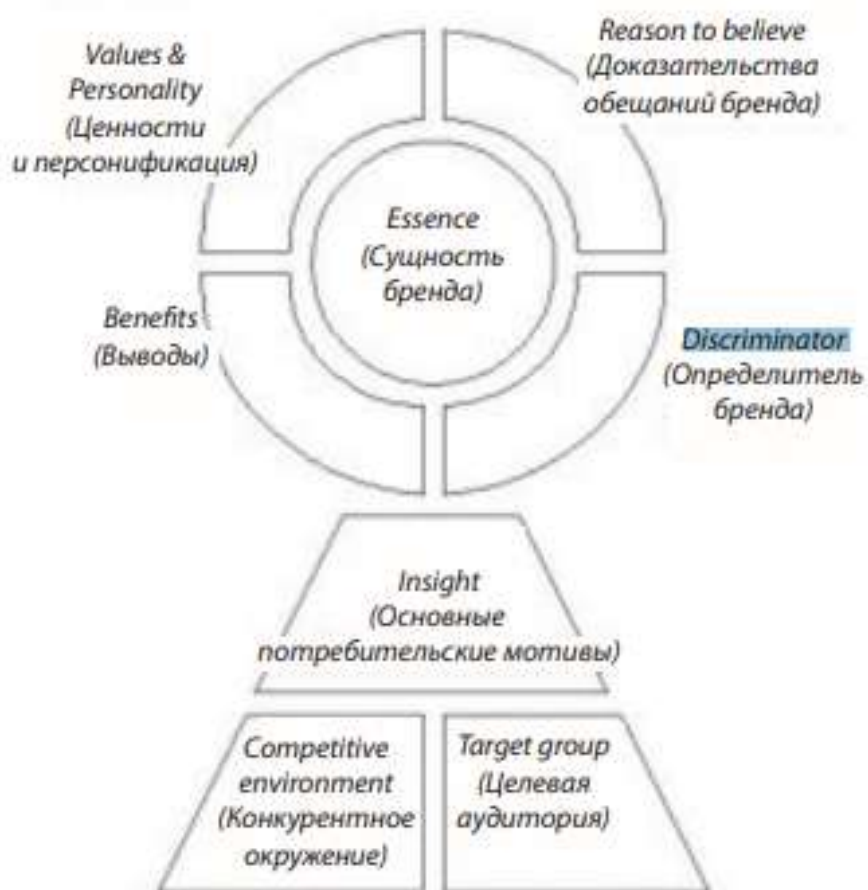 Values &
Personality
(Ценности
и персонификация)
Reason to believe
(Доказательства
обещаний бренда)
Essence
(Сущность
бренда)
Benefits
(Выводы)
Discriminator
(Определитель
бренда)
Insight
(Основные
потребительские мотивы)
Competitive
environment
(Конкурентное
окружение)
Target group
(Целевая
аудитория)